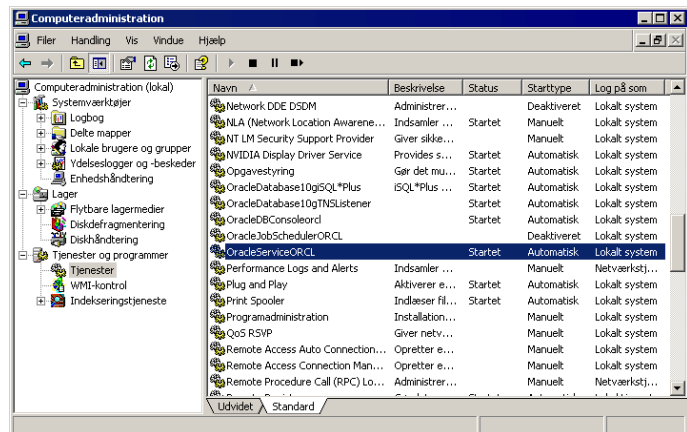 Computeradministration
Filer Handling Vis Vindue Hjælp
Computeradministration (lokal)
Systemværktøjer
Logbog
Delte mapper
Lokale brugere og grupper
Ydelseslogger og -beskeder
Enhedshåndtering
Lager
Flytbare lagermedier
Diskdefragmentering
Diskhåndtering
Tjenester og programmer
Tjenester
WMI-kontrol
Indekseringstjeneste
Navn Beskrivelse Status Starttype Log på som
Network DDE DSDM Administrer... Deaktiveret Lokalt system
NLA (Network Location Awarene... Indsamler ... Startet Manuelt Lokalt system
NT LM Security Support Provider Giver sikke... Manuelt Lokalt system
NVIDIA Display Driver Service Provides s... Startet Automatisk Lokalt system
Opgavestyring Gør det mu... Startet Automatisk Lokalt system
OracleDatabase10giSQL*Plus iSQL*Plus ... Startet Automatisk Lokalt system
OracleDatabase10gTNSListener Startet Automatisk Lokalt system
OracleDBConsoleorcl Startet Automatisk Lokalt system
OracleJobSchedulerORCL Deaktiveret Lokalt system
OracleServiceORCL Startet Automatisk Lokalt system
Performance Logs and Alerts Indsamler ... Manuelt Netværkstj...
Plug and Play Aktiverer e... Startet Automatisk Lokalt system
Print Spooler Indlæser fil... Startet Automatisk Lokalt system
Programadministration Installation... Manuelt Lokalt system
QoS RSVP Giver netv... Manuelt Lokalt system
Remote Access Auto Connection... Opretter e... Manuelt Lokalt system
Remote Access Connection Man... Opretter e... Manuelt Lokalt system
Remote Procedure Call (RPC) Lo... Administrer... Manuelt Netværkstj...
Udvidet Standard